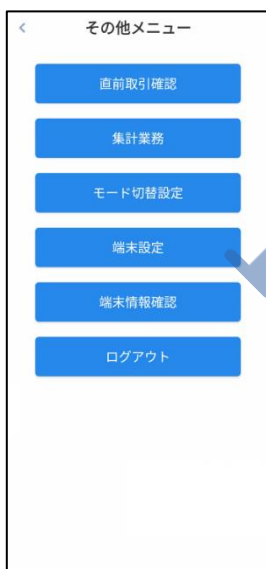 その他メニュー
直前取引確認
集計業務
モード切替設定
端末設定
端末情報確認
ログアウト